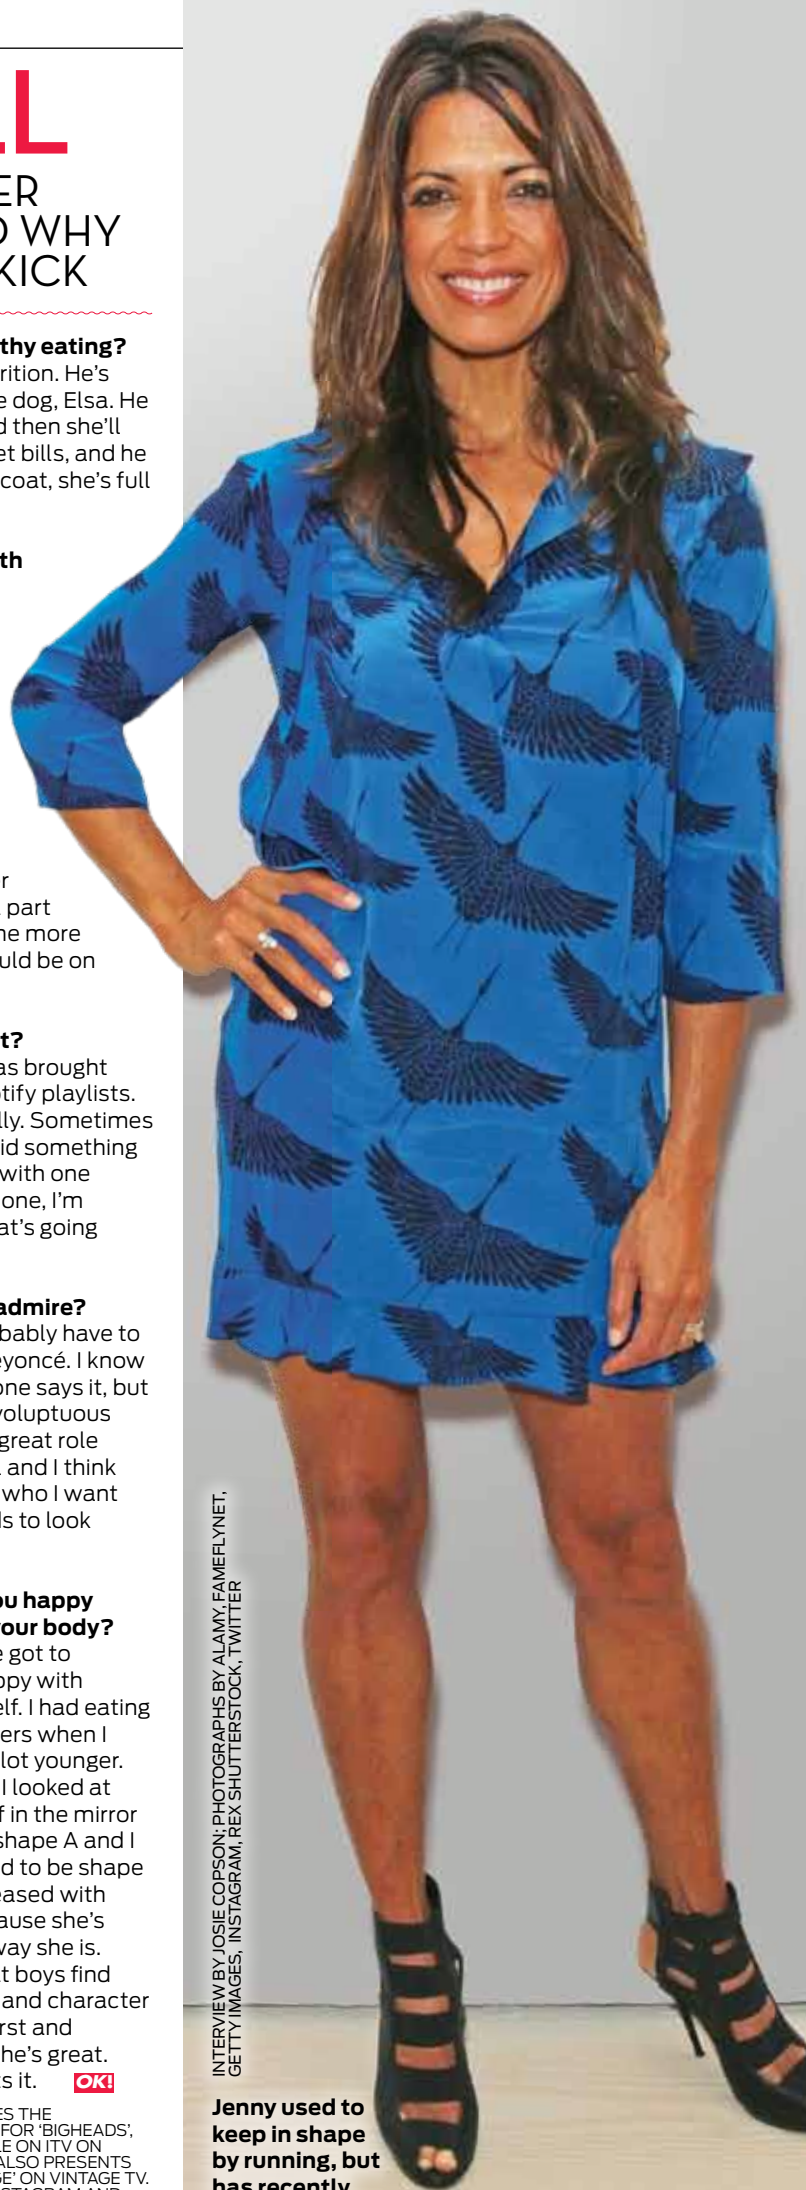 LL
ER
D WHY
KICK
thy eating?
rition. He's
e dog, Elsa. He
d then she'll
et bills, and he
coat, she's full
th
r
part
he more
uld be on
t?
as brought
tify playlists.
lly. Sometimes
id something
with one
one, I'm
at's going
admire?
bably have to
eyoncé. I know
one says it, but
voluptuous
great role
and I think
who I want
ls to look
ou happy
your body?
e got to
ppy with
elf. I had eating
ers when I
lot younger.
I looked at
f in the mirror
shape A and I
d to be shape
eased with
ause she's
way she is.
t boys find
and character
rst and
he's great.
s it. OK!
ES THE
FOR 'BIGHEADS',
LE ON ITV ON
ALSO PRESENTS
GE' ON VINTAGE TV.
INTERVIEW BY JOSIE COPSON; PHOTOGRAPHS BY ALAMY, FAMEFLYNET,
GETTY IMAGES, INSTAGRAM, REX SHUTTERSTOCK, TWITTER
Jenny used to
keep in shape
by running, but
has recently